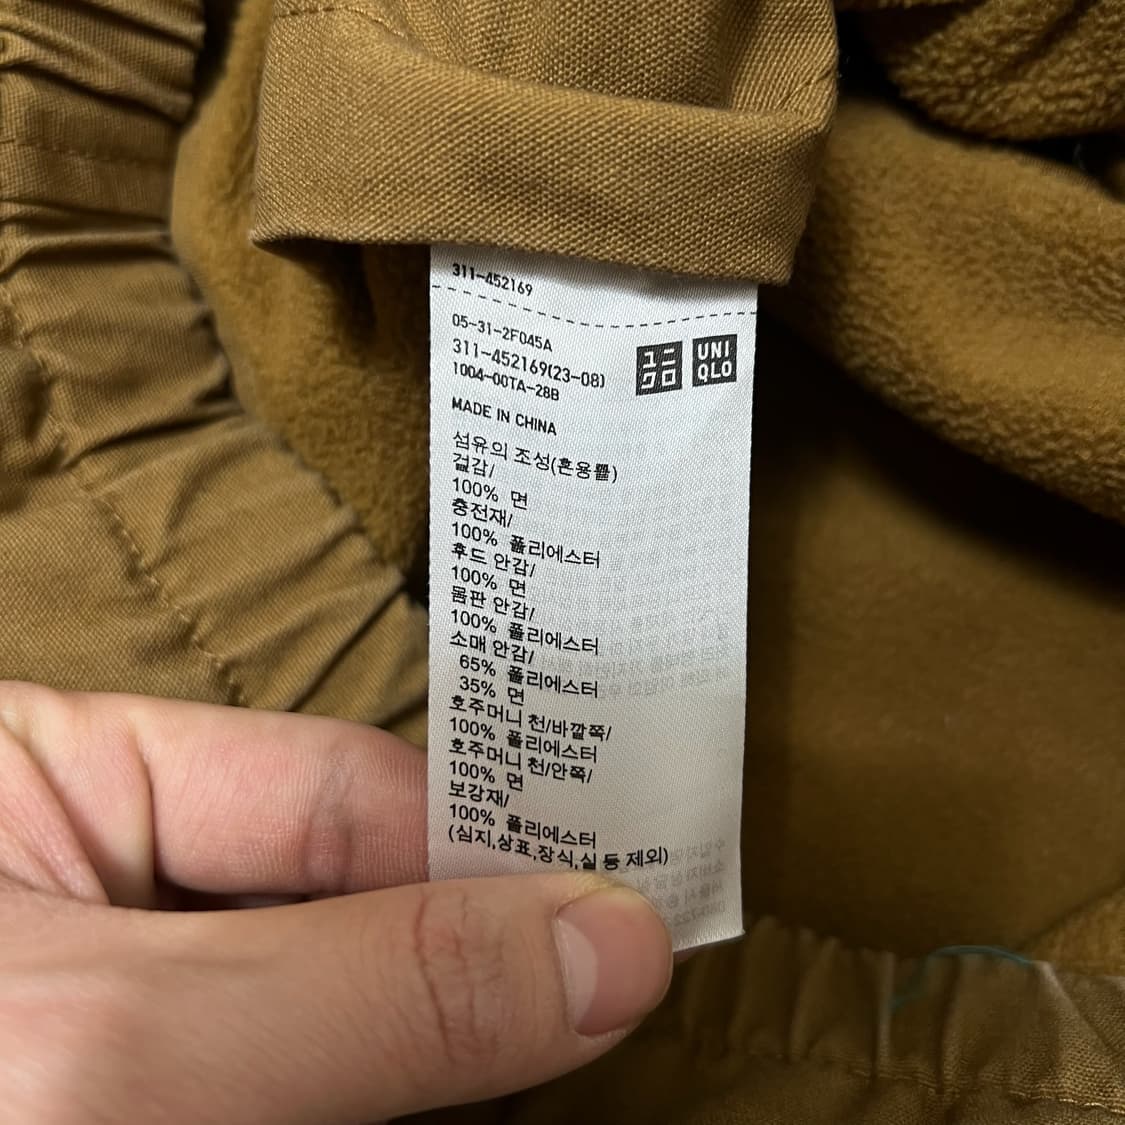 311-452169
05-31-2F045A
311-452169(23-08)
1004-00TA-28B
ユニ
クロ
UNI
QLO
MADE IN CHINA
섬유의 조성(혼용률)
겉감/
100% 면
충전재/
100% 폴리에스터
후드 안감/
100% 면
몸판 안감/
100% 폴리에스터
소매 안감/
65% 폴리에스터
35% 면
호주머니 천/바깥쪽/
100% 폴리에스터
호주머니 천/안쪽/
100% 면
보강재/
100% 폴리에스터
(심지,상표,장식,실 등 제외)